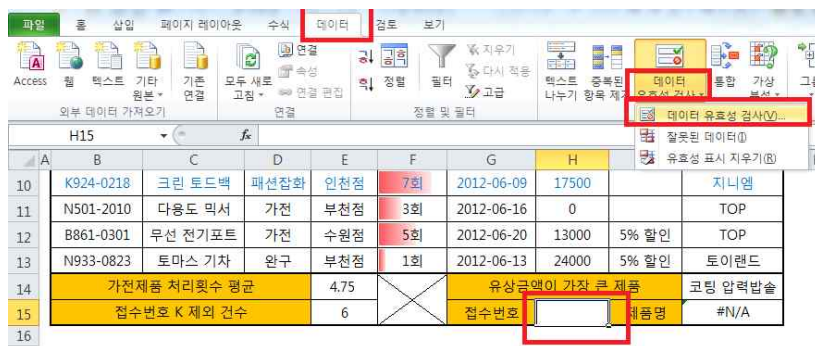 파일 홈 삽입 페이지 레이아웃 수식 데이터 검토 보기
Access 웹 텍스트 기타 원본 기존 연결 모두 새로 고침 연결 속성 연결 편집 정렬 필터 지우기 다시 적용 고급 텍스트 나누기 중복된 항목 제거 데이터 유효성 검사 통합 가상 분석
외부 데이터 가져오기 연결 정렬 및 필터
데이터 유효성 검사(V)...
잘못된 데이터(I)
유효성 표시 지우기(R)
H15 fx
A B C D E F G H
10 K924-0218 크린 토드백 패션잡화 인천점 7회 2012-06-09 17500 지니엠
11 N501-2010 다용도 믹서 가전 부천점 3회 2012-06-16 0 TOP
12 B861-0301 무선 전기포트 가전 수원점 5회 2012-06-20 13000 5% 할인 TOP
13 N933-0823 토마스 기차 완구 부천점 1회 2012-06-13 24000 5% 할인 토이랜드
14 가전제품 처리횟수 평균 4.75 유상금액이 가장 큰 제품 코팅 압력밥솥
15 접수번호 K 제외 건수 6 접수번호 제품명 #N/A
16